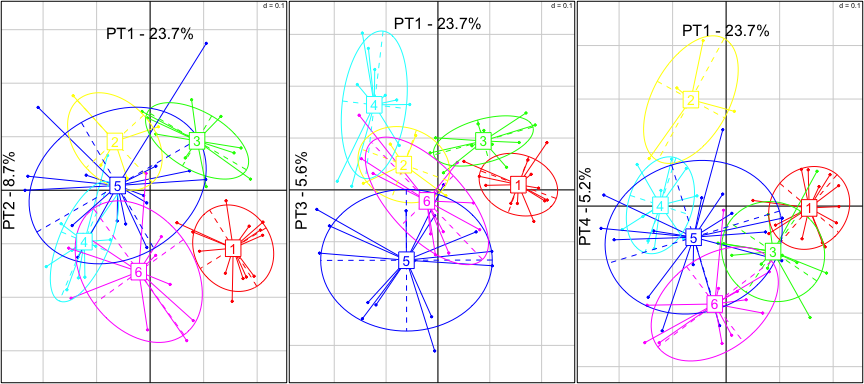 d = 0.1
PT1 - 23.7%
PT2 - 8.7%
2
3
5
4
1
6
d = 0.1
PT1 - 23.7%
PT3 - 5.6%
4
3
2
1
6
5
d = 0.1
PT1 - 23.7%
PT4 - 5.2%
2
4
1
5
3
6